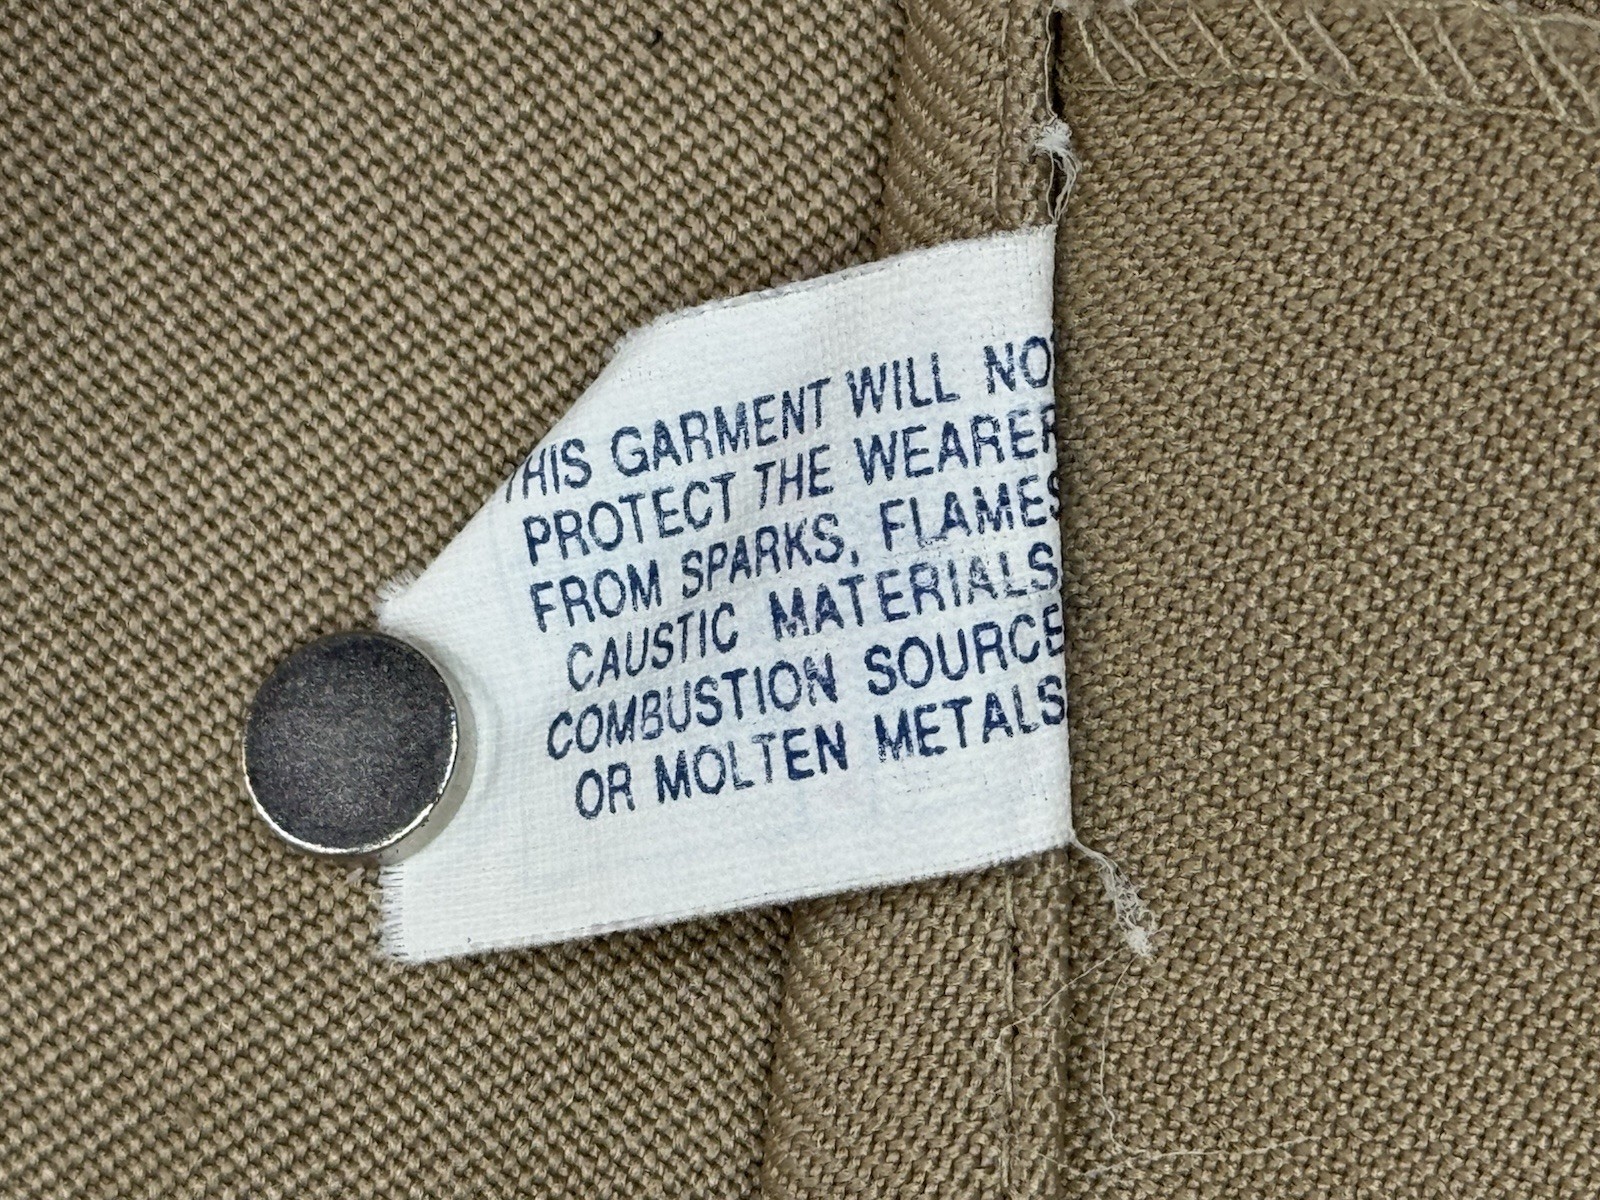 THIS GARMENT WILL NO
PROTECT THE WEARER
FROM SPARKS, FLAMES
CAUSTIC MATERIALS
COMBUSTION SOURCE
OR MOLTEN METALS